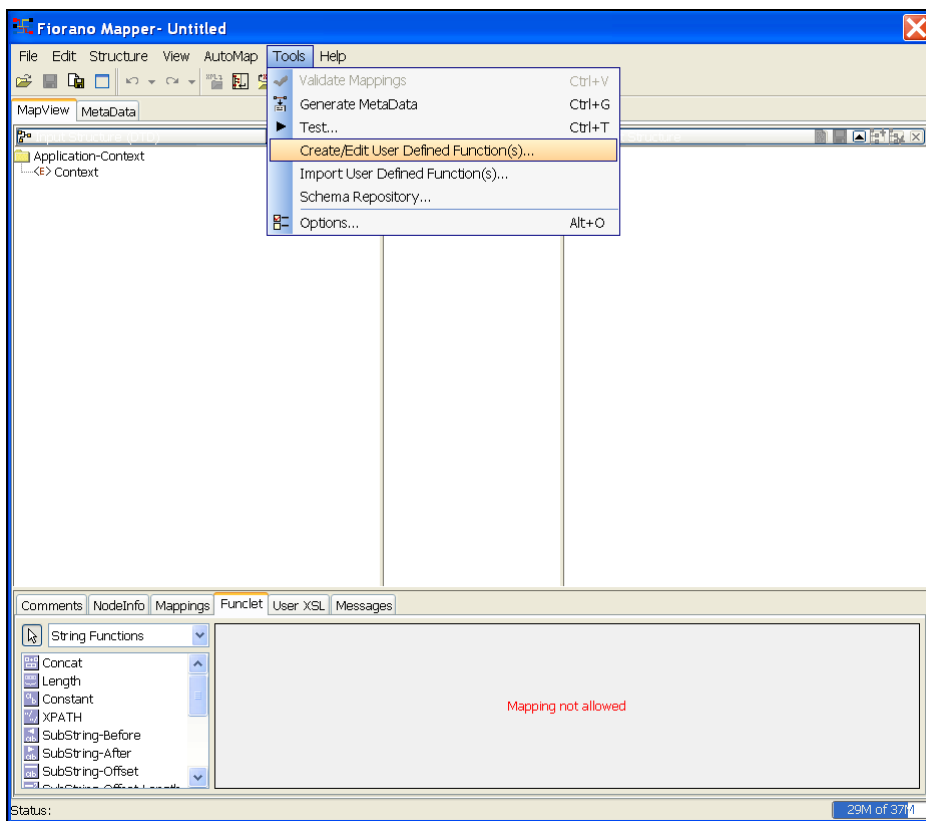 Fiorano Mapper- Untitled
File Edit Structure View AutoMap Tools Help
Validate Mappings Ctrl+V
Generate MetaData Ctrl+G
Test... Ctrl+T
Create/Edit User Defined Function(s)...
Import User Defined Function(s)...
Schema Repository...
Options... Alt+O
MapView MetaData
Application-Context
<E> Context
Comments NodeInfo Mappings Funclet User XSL Messages
String Functions
Concat
Length
Constant
XPATH
SubString-Before
SubString-After
SubString-Offset
Mapping not allowed
Status: 29M of 37M